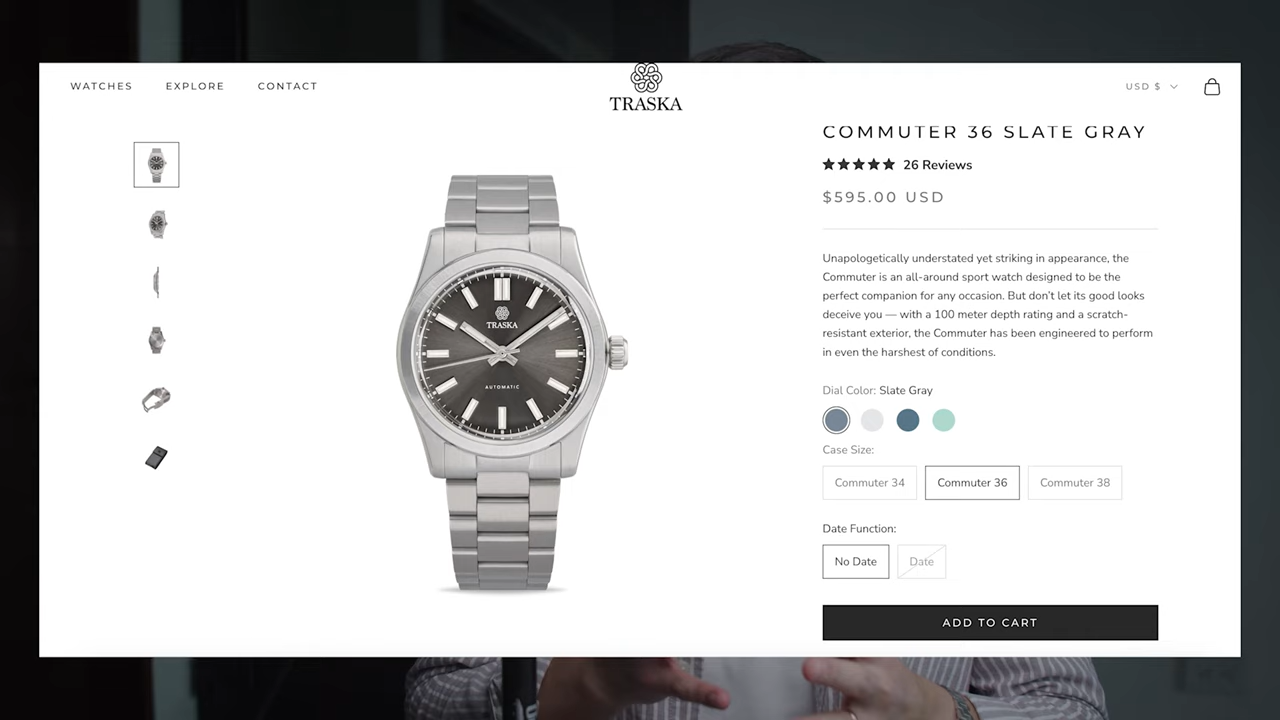 WATCHES
EXPLORE
CONTACT
TRASKA
USD $
COMMUTER 36 SLATE GRAY
26 Reviews
$595.00 USD
Unapologetically understated yet striking in appearance, the
Commuter is an all-around sport watch designed to be the
perfect companion for any occasion. But don't let its good looks
deceive you — with a 100 meter depth rating and a scratch-
resistant exterior, the Commuter has been engineered to perform
in even the harshest of conditions.
Dial Color: Slate Gray
Case Size:
Commuter 34
Commuter 36
Commuter 38
Date Function:
No Date
Date
ADD TO CART
TRASKA
AUTOMATIC